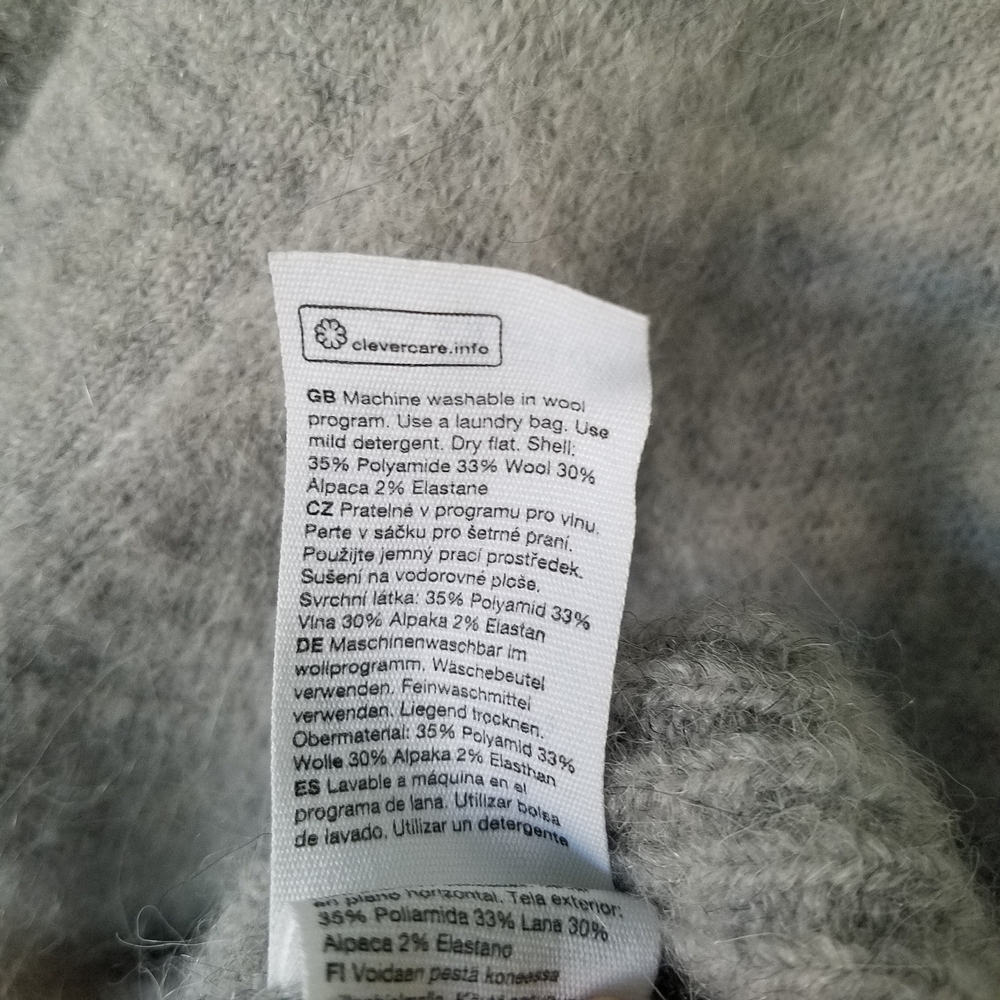 clevercare.info
GB Machine washable in wool
program. Use a laundry bag. Use
mild detergent. Dry flat. Shell:
35% Polyamide 33% Wool 30%
Alpaca 2% Elastane
CZ Pratelné v programu pro vlnu.
Perte v sáčku pro šetrné praní.
Použijte jemný prací prostředek.
Sušení na vodorovné ploše.
Svrchní látka: 35% Polyamid 33%
Vlna 30% Alpaka 2% Elastan
DE Maschinenwaschbar im
wollprogramm. Wäschebeutel
verwenden. Feinwaschmittel
verwenden. Liegend trocknen.
Obermaterial: 35% Polyamid 33%
Wolle 30% Alpaka 2% Elasthan
ES Lavable a máquina en el
programa de lana. Utilizar bolsa
de lavado. Utilizar un detergente
en plano horizontal. Tela exterior:
35% Poliamida 33% Lana 30%
Alpaca 2% Elastano
FI Voidaan pestä koneessa